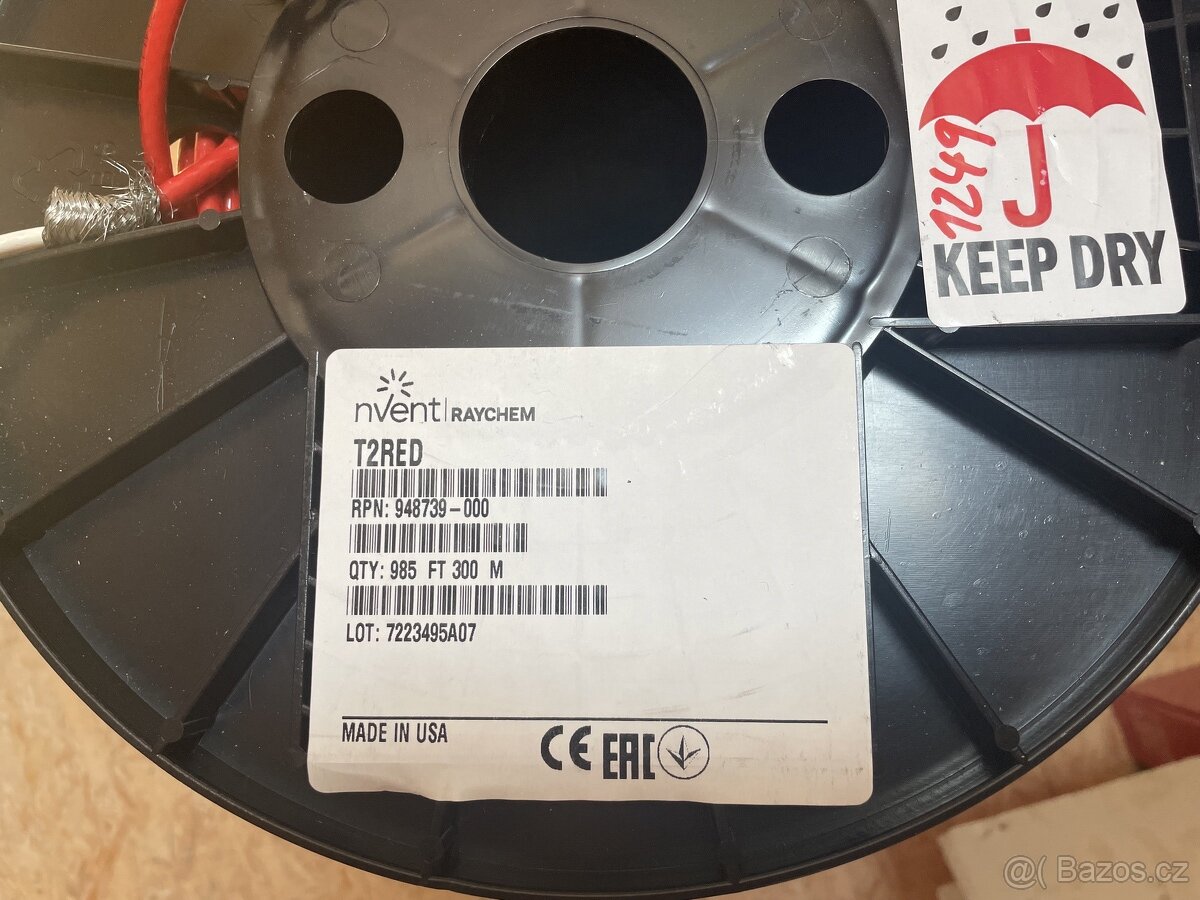 1249
KEEP DRY
nvent | RAYCHEM
T2RED
RPN: 948739-000
QTY: 985 FT 300 M
LOT: 7223495A07
MADE IN USA
CE EAC
@( Bazos.cz